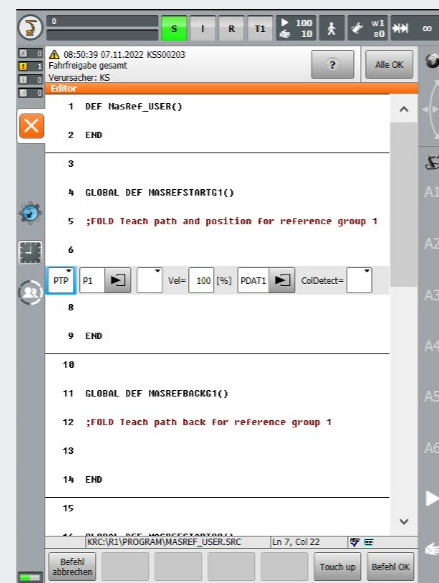 0
S I R T1 100 10 w1 s0 ∞
0 1 0 0
08:50:39 07.11.2022 KSS00203
Fahrfreigabe gesamt
Verursacher: KS
? Alle OK
Editor
1 DEF MasRef_USER()
2 END
3
4 GLOBAL DEF MASREFSTARTG1()
5 ;FOLD Teach path and position for reference group 1
6
PTP P1 Vel= 100 [%] PDAT1 ColDetect=
8
9 END
10
11 GLOBAL DEF MASREFBACKG1()
12 ;FOLD Teach path back for reference group 1
13
14 END
15
KRC:\R1\PROGRAM\MASREF_USER.SRC Ln 7, Col 22
Befehl abbrechen Touch up Befehl OK
A1
A2
A3
A4
A5
A6